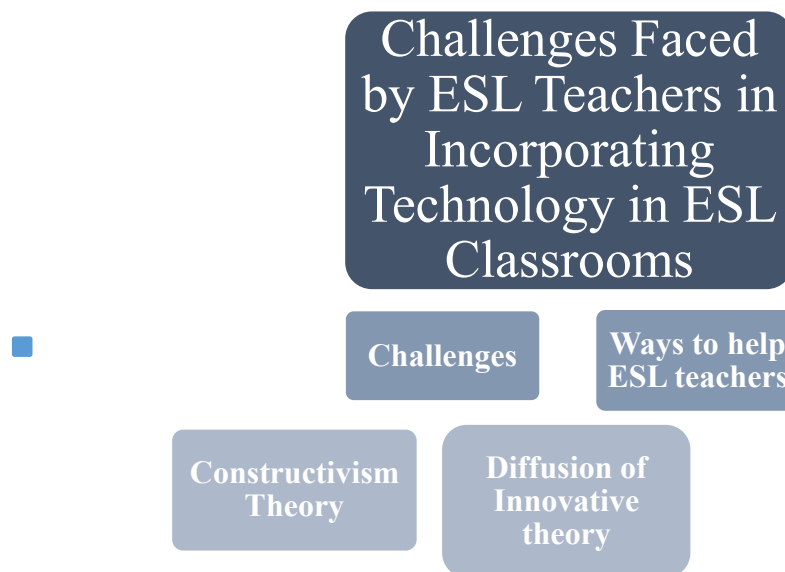 Challenges Faced
by ESL Teachers in
Incorporating
Technology in ESL
Classrooms
Challenges
Ways to help
ESL teachers
Constructivism
Theory
Diffusion of
Innovative
theory